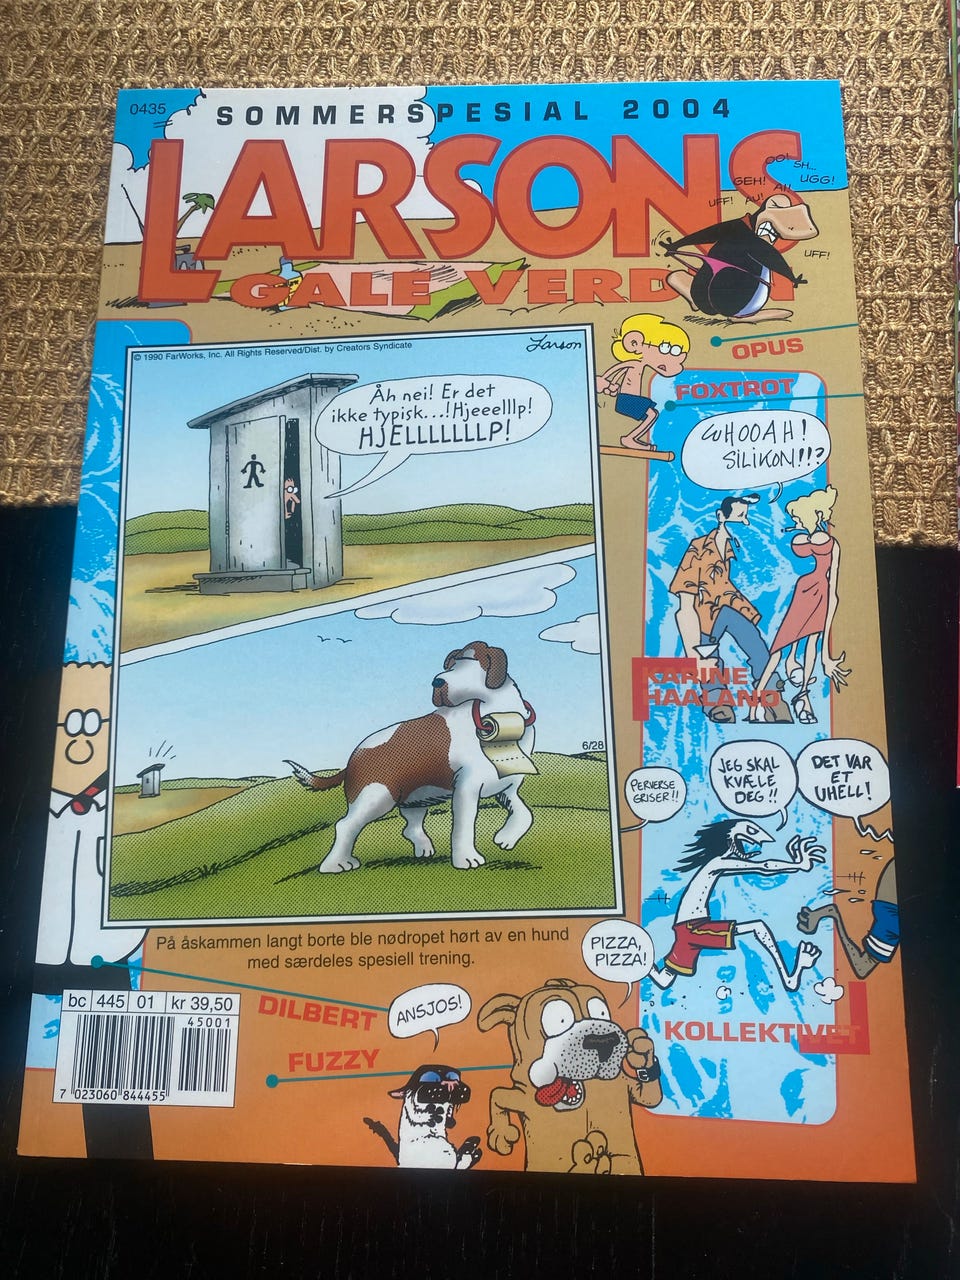 0435
SOMMERSPESIAL 2004
LARSONS
GALE VERDEN
OO!
SH...
GEH!
AI!
UGG!
UFF!
AU!
UFF!
OPUS
FOXTROT
© 1990 FarWorks, Inc. All Rights Reserved/Dist. by Creators Syndicate
Larson
Åh nei! Er det
ikke typisk...! Hjeeelllp!
HJELLLLLLLP!
6/28
På åskammen langt borte ble nødropet hørt av en hund
med særdeles spesiell trening.
WHOOAH!
SILIKON!!?
KARINE
HAALAND
PERVERSE
GRISER!!
JEG SKAL
KVÆLE
DEG!!
DET VAR
ET
UHELL!
KOLLEKTIVET
PIZZA,
PIZZA!
ANSJOS!
DILBERT
FUZZY
bc 445 01 kr 39,50
45001
7 023060 844455